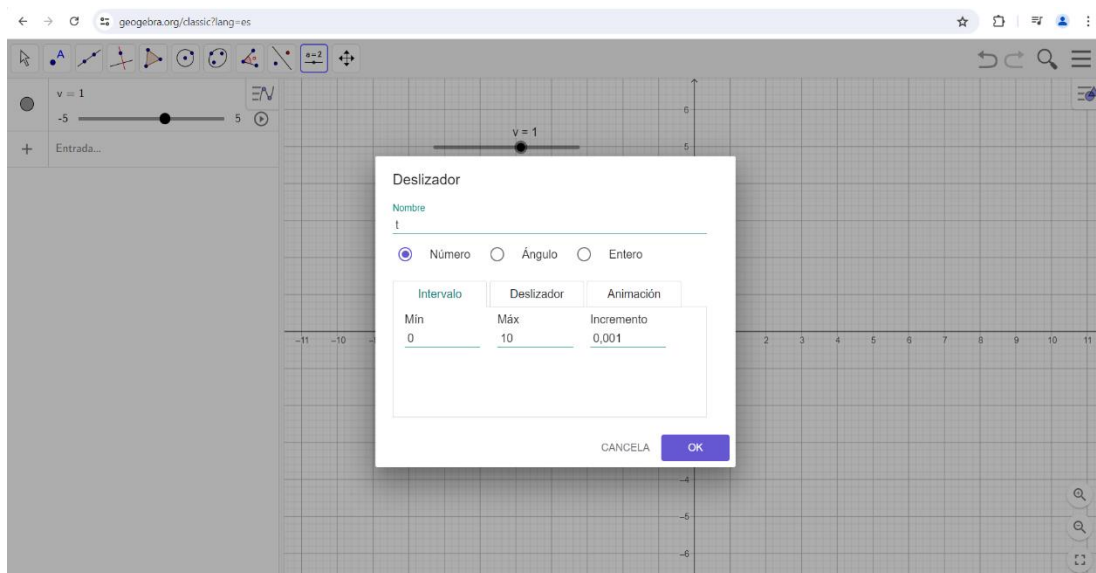 geogebra.org/classic?lang=es
A
a=2
v = 1
-5
5
Entrada...
v = 1
6
5
Deslizador
Nombre
t
Número Ángulo Entero
Intervalo Deslizador Animación
Mín Máx Incremento
0 10 0,001
CANCELA OK
-11 -10 2 3 4 5 6 7 8 9 10 11
-4
-5
-6